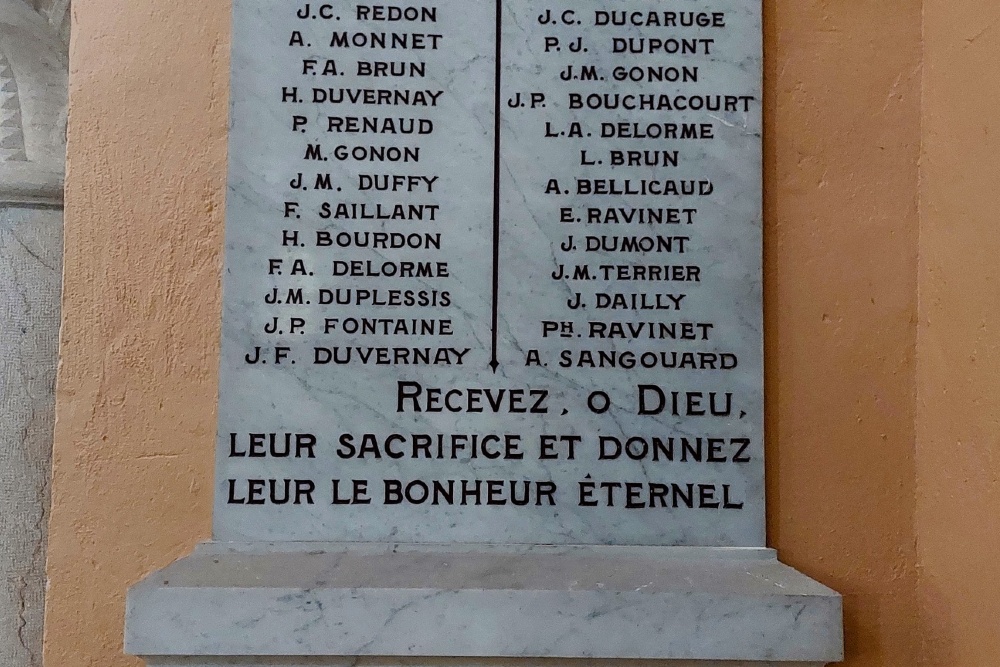 J.C. REDON
A. MONNET
F.A. BRUN
H. DUVERNAY
P. RENAUD
M. GONON
J.M. DUFFY
F. SAILLANT
H. BOURDON
F.A. DELORME
J.M. DUPLESSIS
J.P. FONTAINE
J.F. DUVERNAY
J.C. DUCARUGE
P.J. DUPONT
J.M. GONON
J.P. BOUCHACOURT
L.A. DELORME
L. BRUN
A. BELLICAUD
E. RAVINET
J. DUMONT
J.M. TERRIER
J. DAILLY
PH. RAVINET
A. SANGOUARD
RECEVEZ, O DIEU,
LEUR SACRIFICE ET DONNEZ
LEUR LE BONHEUR ÊTERNEL